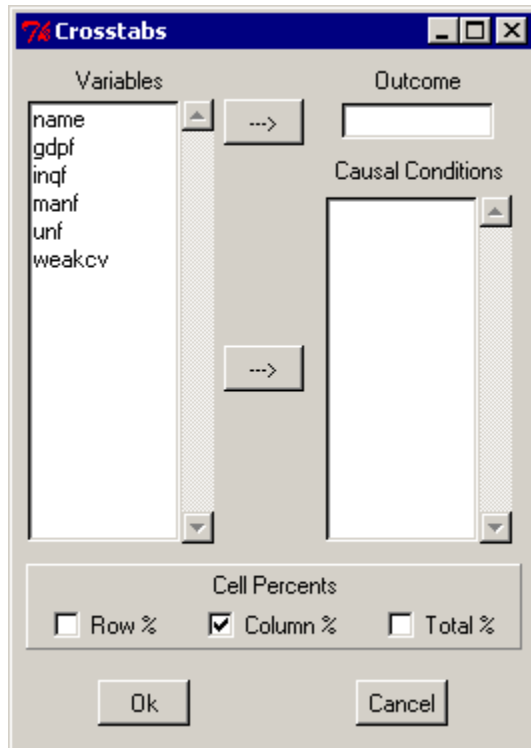 Crosstabs
Variables
name
gdpf
inqf
manf
unf
weakcv
--->
--->
Outcome
Causal Conditions
Cell Percents
Row %
Column %
Total %
Ok
Cancel